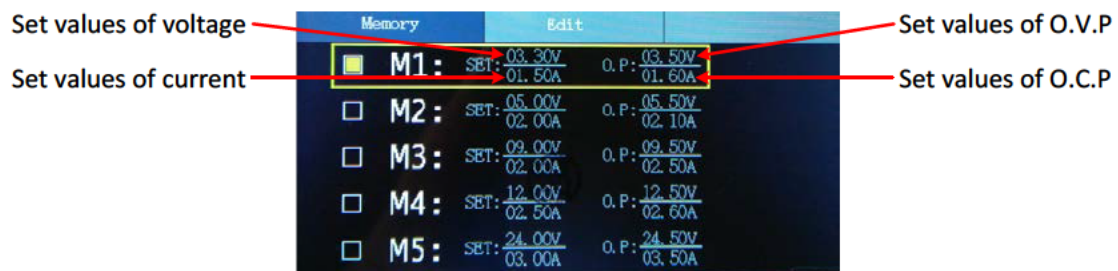 Memory Edit
Set values of voltage
Set values of O.V.P
M1: SET: 03.30V 01.50A O.P: 03.50V 01.60A
Set values of current
Set values of O.C.P
M2: SET: 05.00V 02.00A O.P: 05.50V 02.10A
M3: SET: 09.00V 02.00A O.P: 09.50V 02.50A
M4: SET: 12.00V 02.50A O.P: 12.50V 02.60A
M5: SET: 24.00V 03.00A O.P: 24.50V 03.50A